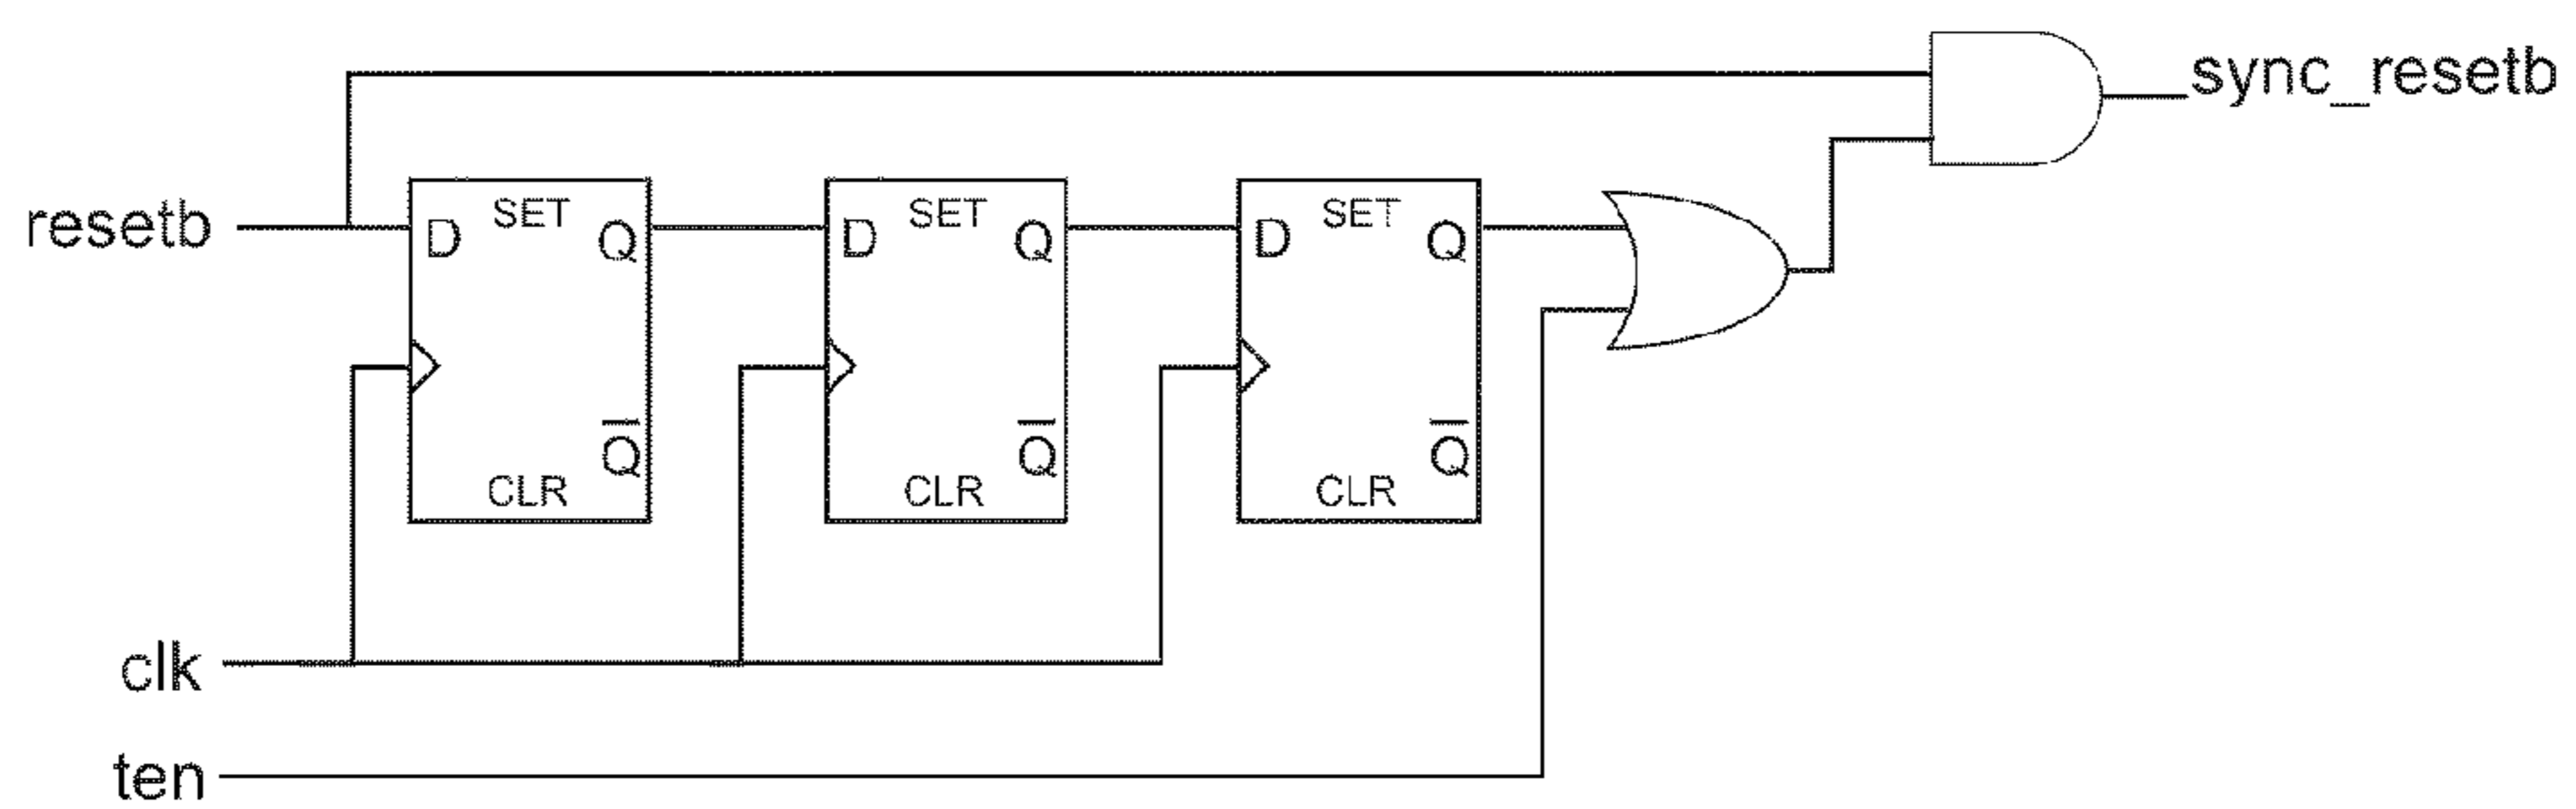 sync_resetb
resetb
D SET Q
Q
CLR
D SET Q
Q
CLR
D SET Q
Q
CLR
clk
ten